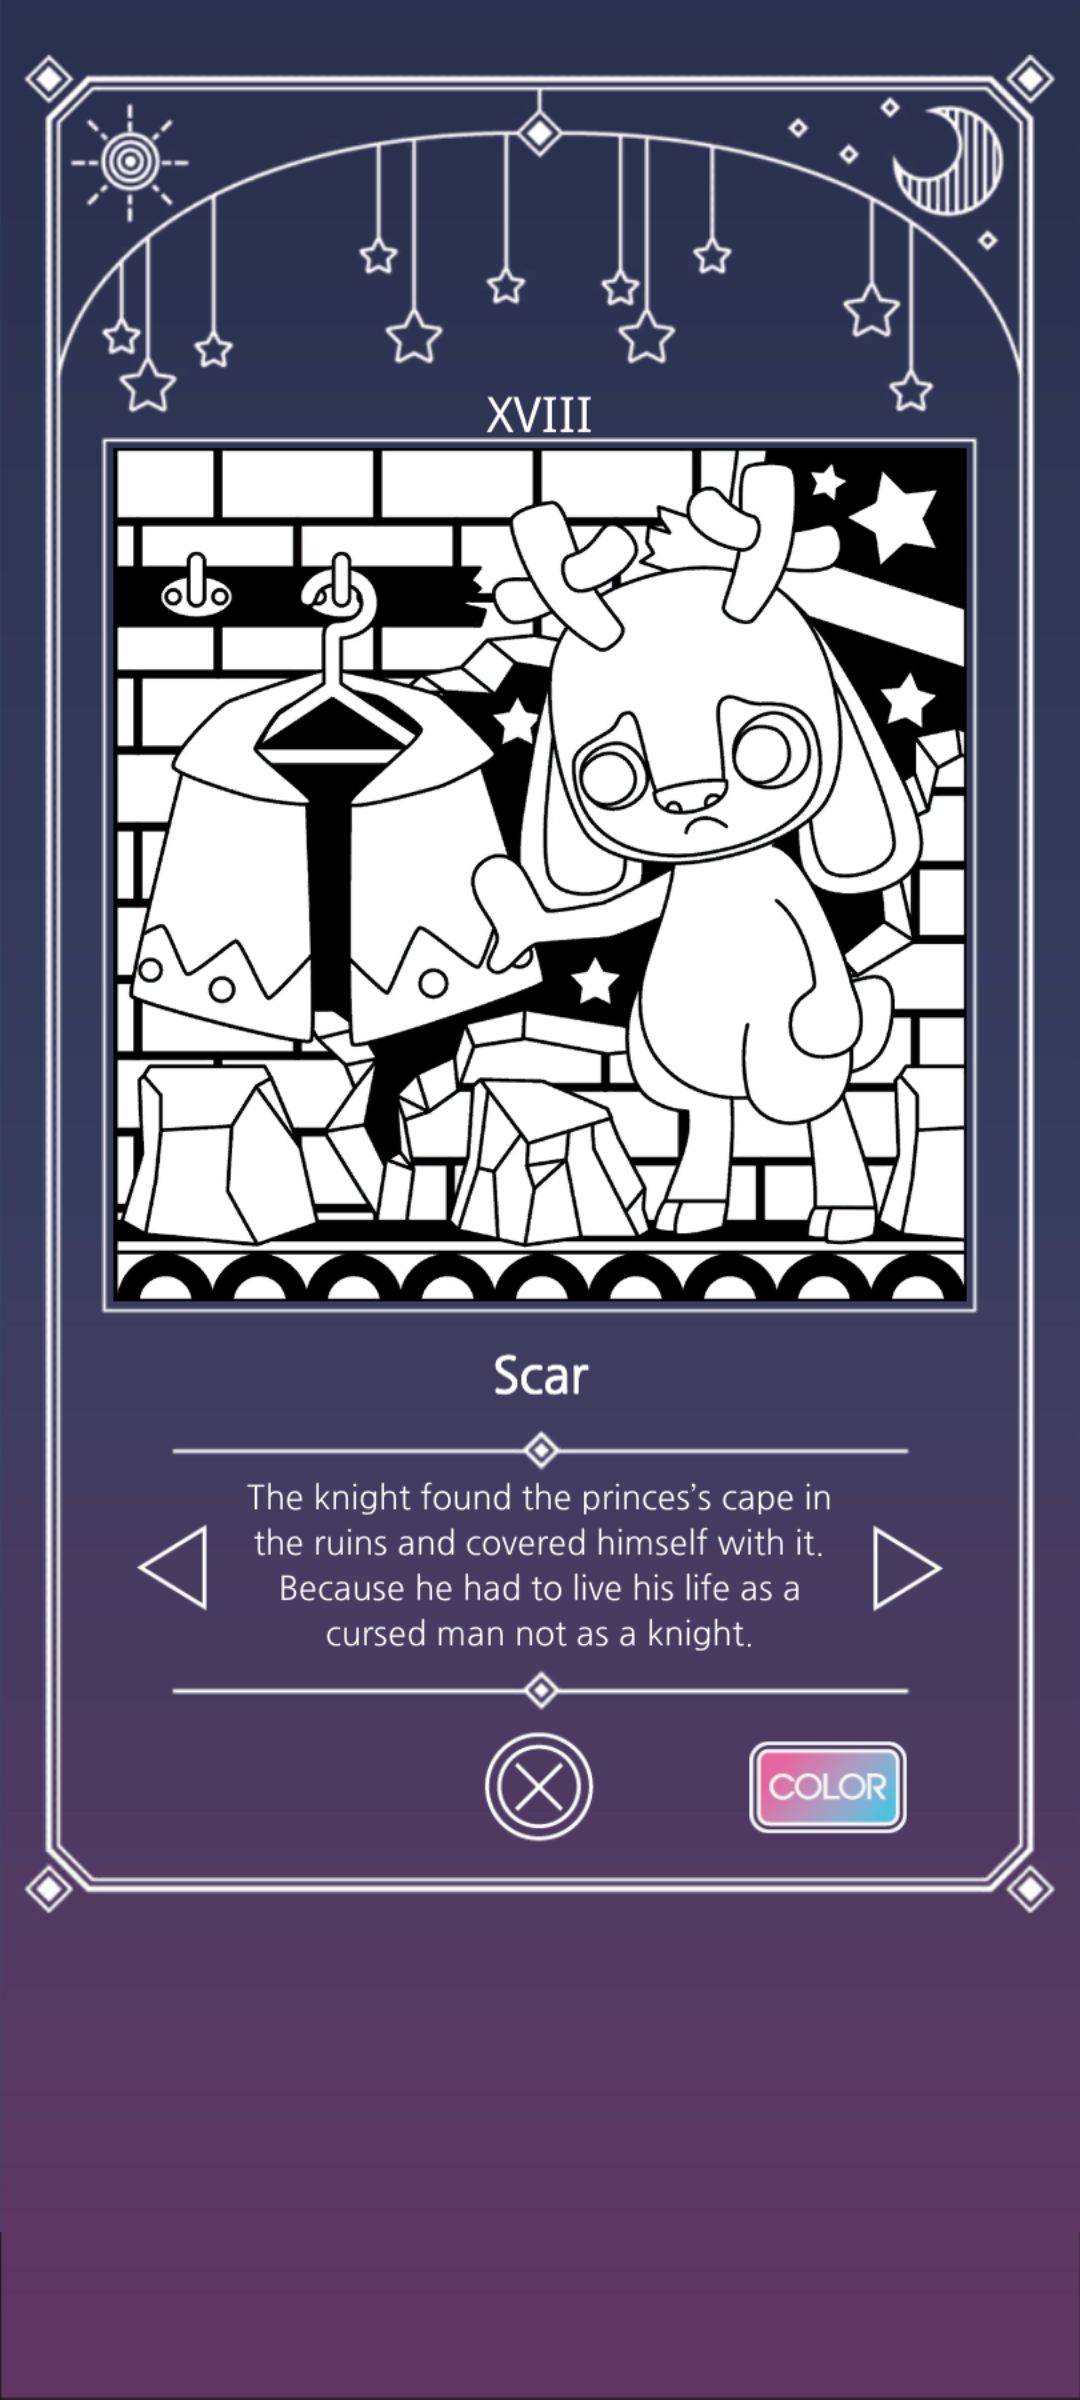 XVIII
Scar
The knight found the princes's cape in
the ruins and covered himself with it.
Because he had to live his life as a
cursed man not as a knight.
COLOR